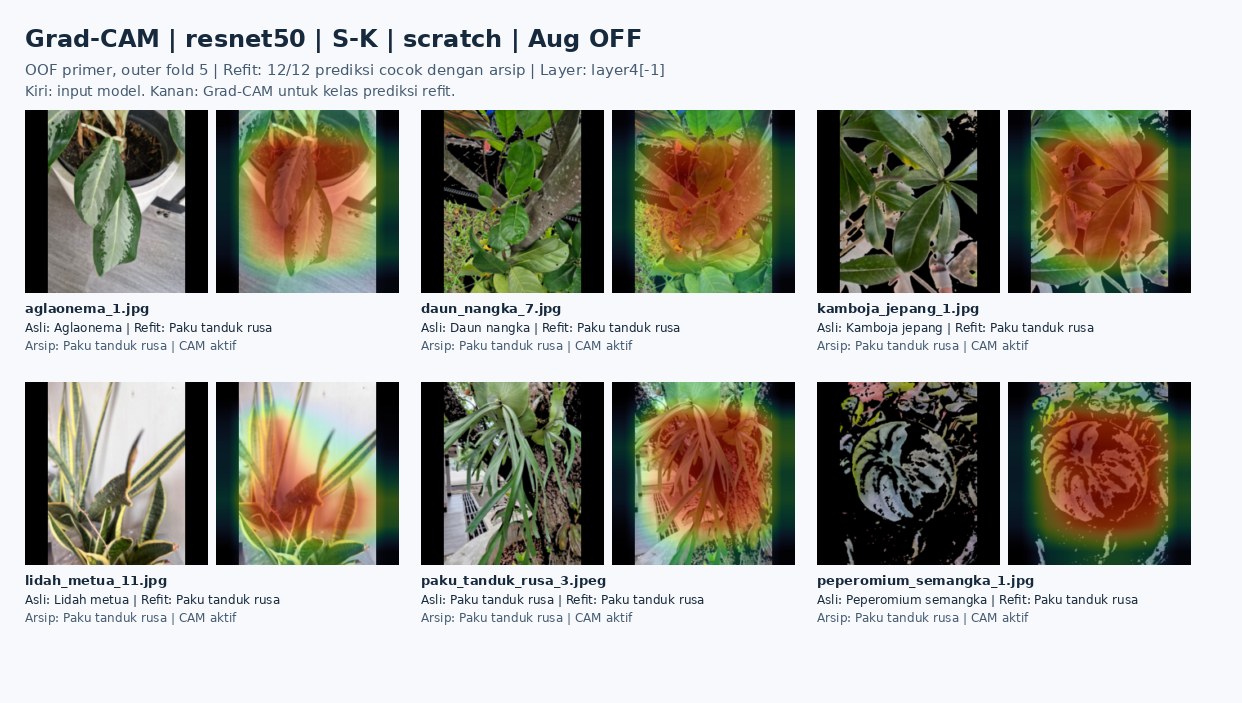 Grad-CAM | resnet50 | S-K | scratch | Aug OFF
OOF primer, outer fold 5 | Refit: 12/12 prediksi cocok dengan arsip | Layer: layer4[-1]
Kiri: input model. Kanan: Grad-CAM untuk kelas prediksi refit.
aglaonema_1.jpg
Asli: Aglaonema | Refit: Paku tanduk rusa
Arsip: Paku tanduk rusa | CAM aktif
daun_nangka_7.jpg
Asli: Daun nangka | Refit: Paku tanduk rusa
Arsip: Paku tanduk rusa | CAM aktif
kamboja_jepang_1.jpg
Asli: Kamboja jepang | Refit: Paku tanduk rusa
Arsip: Paku tanduk rusa | CAM aktif
lidah_metua_11.jpg
Asli: Lidah metua | Refit: Paku tanduk rusa
Arsip: Paku tanduk rusa | CAM aktif
paku_tanduk_rusa_3.jpeg
Asli: Paku tanduk rusa | Refit: Paku tanduk rusa
Arsip: Paku tanduk rusa | CAM aktif
peperomium_semangka_1.jpg
Asli: Peperomium semangka | Refit: Paku tanduk rusa
Arsip: Paku tanduk rusa | CAM aktif